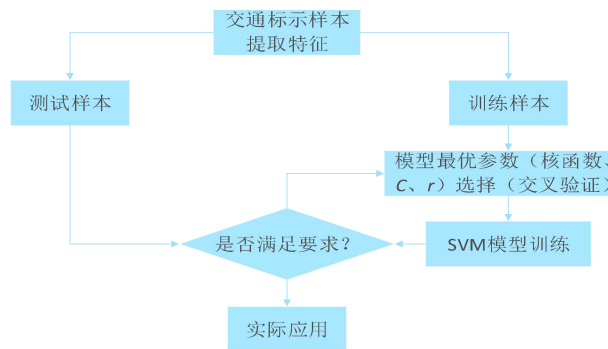 交通标示样本
提取特征
测试样本
训练样本
模型最优参数（核函数、
C、r）选择（交叉验证）
是否满足要求？
SVM模型训练
实际应用